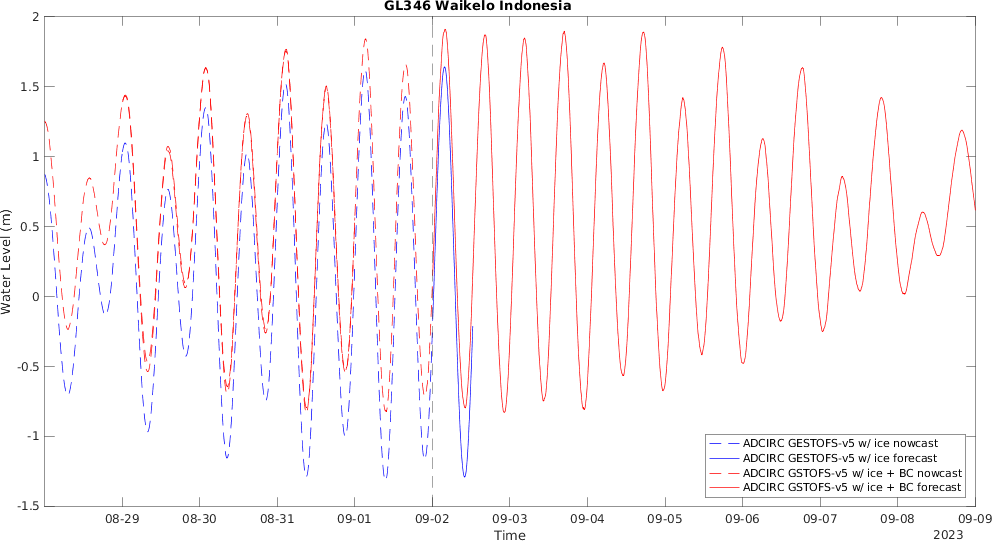 GL346 Waikelo Indonesia
2
1.5
1
0.5
0
-0.5
-1
-1.5
Water Level (m)
08-29 08-30 08-31 09-01 09-02 09-03 09-04 09-05 09-06 09-07 09-08 09-09
Time
2023
ADCIRC GESTOFS-v5 w/ ice nowcast
ADCIRC GESTOFS-v5 w/ ice forecast
ADCIRC GSTOFS-v5 w/ ice + BC nowcast
ADCIRC GSTOFS-v5 w/ ice + BC forecast